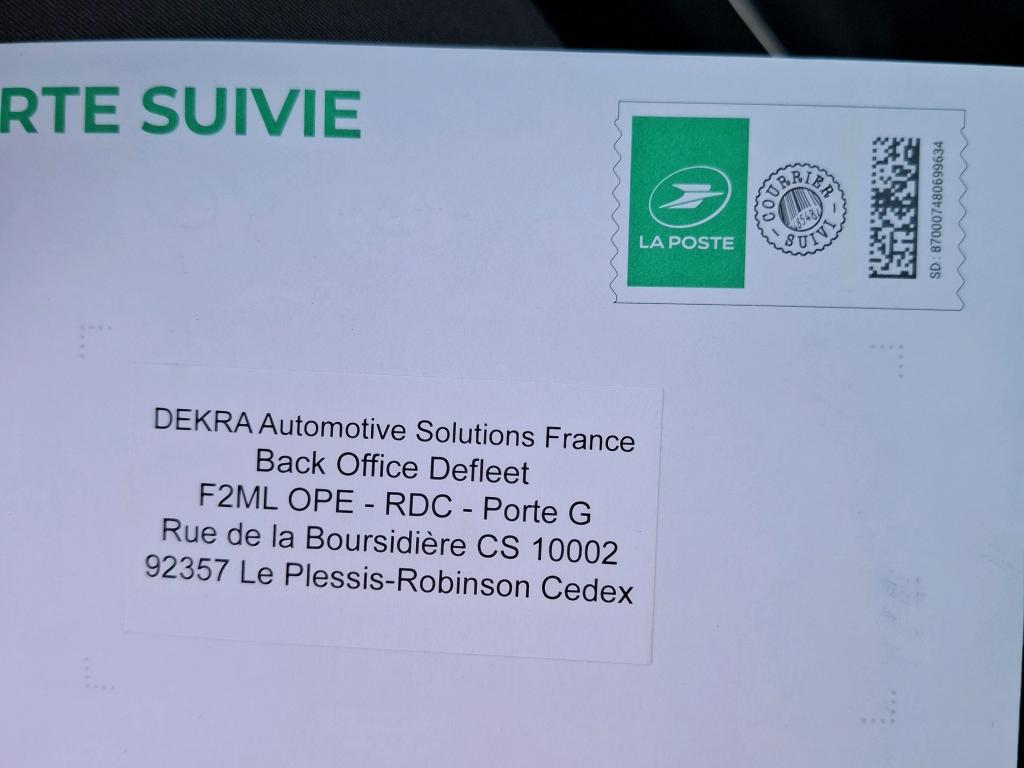 RTE SUIVIE
LA POSTE
COURRIER
SUIVI
SD : 870007480699634
DEKRA Automotive Solutions France
Back Office Defleet
F2ML OPE - RDC - Porte G
Rue de la Boursidière CS 10002
92357 Le Plessis-Robinson Cedex